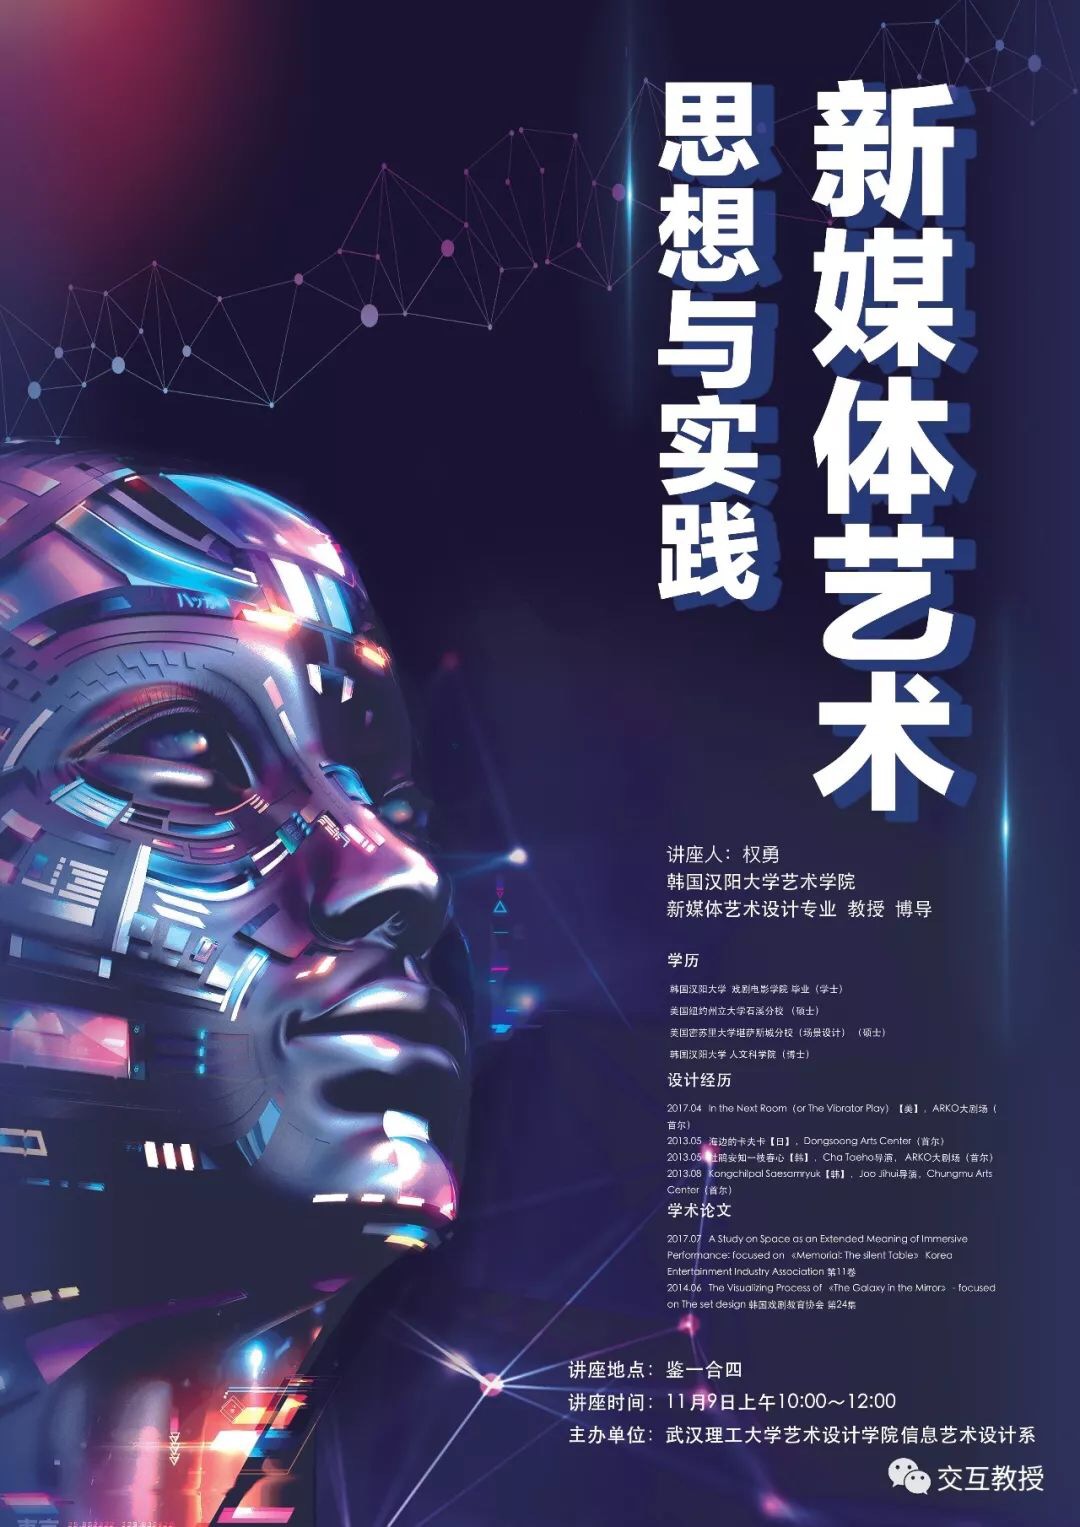 新媒体艺术
思想与实践
讲座人：权勇
韩国汉阳大学艺术学院
新媒体艺术设计专业 教授 博导
学历
韩国汉阳大学 戏剧电影学院 毕业（学士）
美国纽约州立大学石溪分校（硕士）
美国密苏里大学堪萨斯城分校（场景设计）（硕士）
韩国汉阳大学 人文科学院（博士）
设计经历
2017.04 In the Next Room（or The Vibrator Play）【美】，ARKO大剧场（
首尔）
2013.05 海边的卡夫卡【日】，Dongsoong Arts Center（首尔）
2013.05 杜鹃安知一枝春心【韩】，Cha Taeho导演， ARKO大剧场（首尔）
2013.08 Kongchilpal Saesamryuk【韩】，Joo Jihui导演，Chungmu Arts
Center（首尔）
学术论文
2017.07 A Study on Space as an Extended Meaning of Immersive
Performance: focused on 《Memorial: The silent Table》 Korea
Entertainment Industry Association 第11卷
2014.06 The Visualizing Process of 《The Galaxy in the Mirror》 - focused
on The set design 韩国戏剧教育协会 第24集
讲座地点：鉴一合四
讲座时间：11月9日上午10:00～12:00
主办单位：武汉理工大学艺术设计学院信息艺术设计系
交互教授